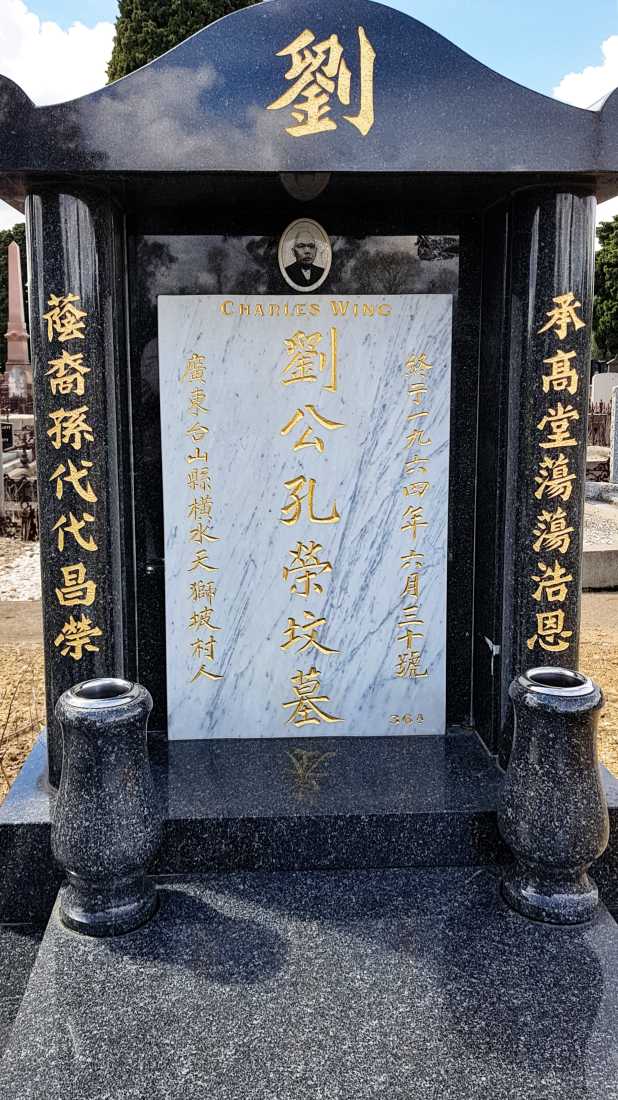 劉
CHARLES WING
承高堂蕩蕩浩恩
終于一九六四年六月三十號
劉公孔榮坟墓
廣東台山縣橫水天獅坡村人
蔭裔孫代代昌榮